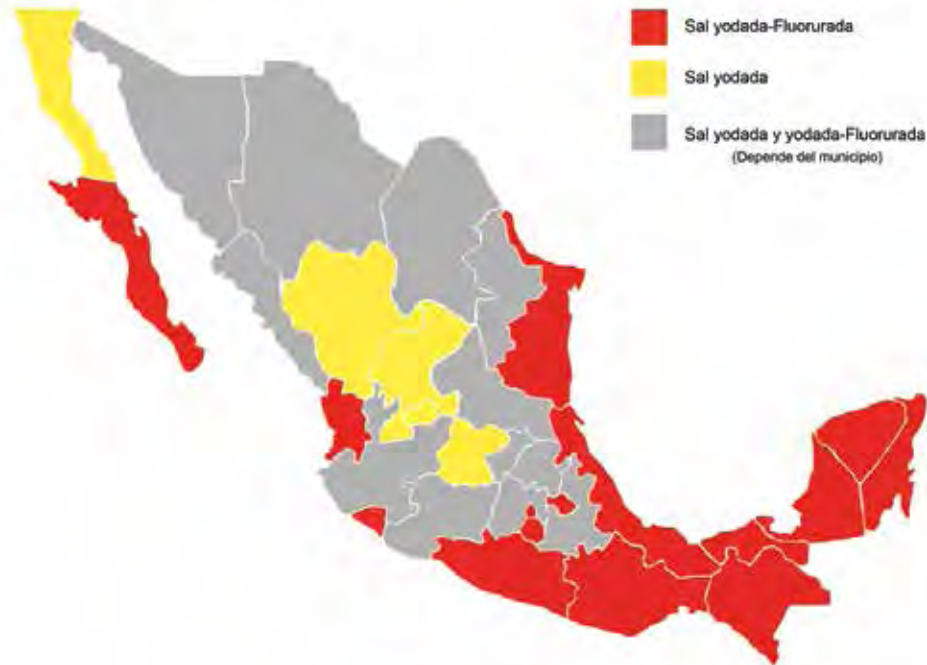 Sal yodada-Fluorurada
Sal yodada
Sal yodada y yodada-Fluorurada
(Depende del municipio)